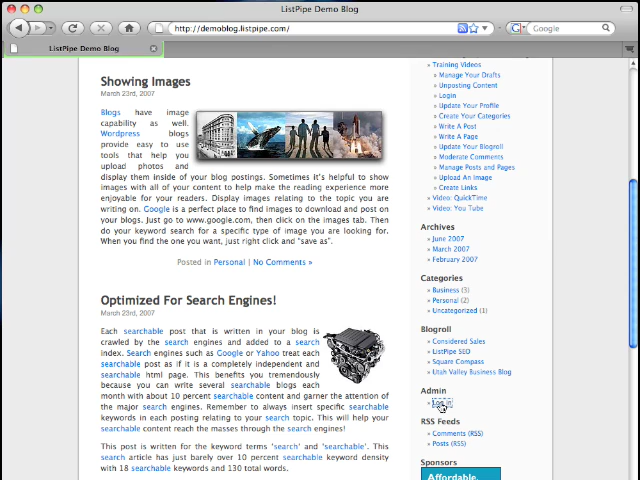 ListPipe Demo Blog
http://demoblog.listpipe.com/
Google
ListPipe Demo Blog
Showing Images
March 23rd, 2007
Blogs have image
capability as well.
Wordpress blogs
provide easy to use
tools that help you
upload photos and
display them inside of your blog postings. Sometimes it's helpful to show
images with all of your content to help make the reading experience more
enjoyable for your readers. Display images relating to the topic you are
writing on. Google is a perfect place to find images to download and post on
your blogs. Just go to www.google.com, then click on the images tab. Then
do your keyword search for a specific type of image you are looking for.
When you find the one you want, just right click and "save as".
Posted in Personal | No Comments »
Optimized For Search Engines!
March 23rd, 2007
Each searchable post that is written in your blog is
crawled by the search engines and added to a search
index. Search engines such as Google or Yahoo treat each
searchable post as if it is a completely independent and
searchable html page. This benefits you tremendously
because you can write several searchable blogs each
month with about 10 percent searchable content and garner the attention of
the major search engines. Remember to always insert specific searchable
keywords in each posting relating to your search topic. This will help your
searchable content reach the masses through the search engines!
This post is written for the keyword terms 'search' and 'searchable'. This
search article has just barely over 10 percent searchable keyword density
with 18 searchable keywords and 130 total words.
» Training Videos
» Manage Your Drafts
» Unposting Content
» Login
» Update Your Profile
» Create Your Categories
» Write A Post
» Write A Page
» Update Your Blogroll
» Moderate Comments
» Manage Posts and Pages
» Upload An Image
» Create Links
» Video: QuickTime
» Video: You Tube
Archives
» June 2007
» March 2007
» February 2007
Categories
» Business (3)
» Personal (2)
» Uncategorized (1)
Blogroll
» Considered Sales
» ListPipe SEO
» Square Compass
» Utah Valley Business Blog
Admin
» Log in
RSS Feeds
» Comments (RSS)
» Posts (RSS)
Sponsors
Affordable,